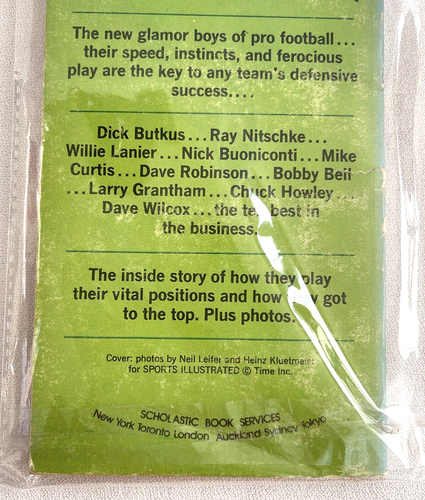 The new glamor boys of pro football...
their speed, instincts, and ferocious
play are the key to any team's defensive
success....
Dick Butkus...Ray Nitschke...
Willie Lanier...Nick Buoniconti...Mike
Curtis...Dave Robinson...Bobby Bell
...Larry Grantham...Chuck Howley...
Dave Wilcox...the ten best in
the business.
The inside story of how they play
their vital positions and how got
to the top. Plus photos.
Cover: photos by Neil Leifer and Heinz Kluetmeier
for SPORTS ILLUSTRATED © Time Inc.
SCHOLASTIC BOOK SERVICES
New York Toronto London Auckland Sydney Tokyo